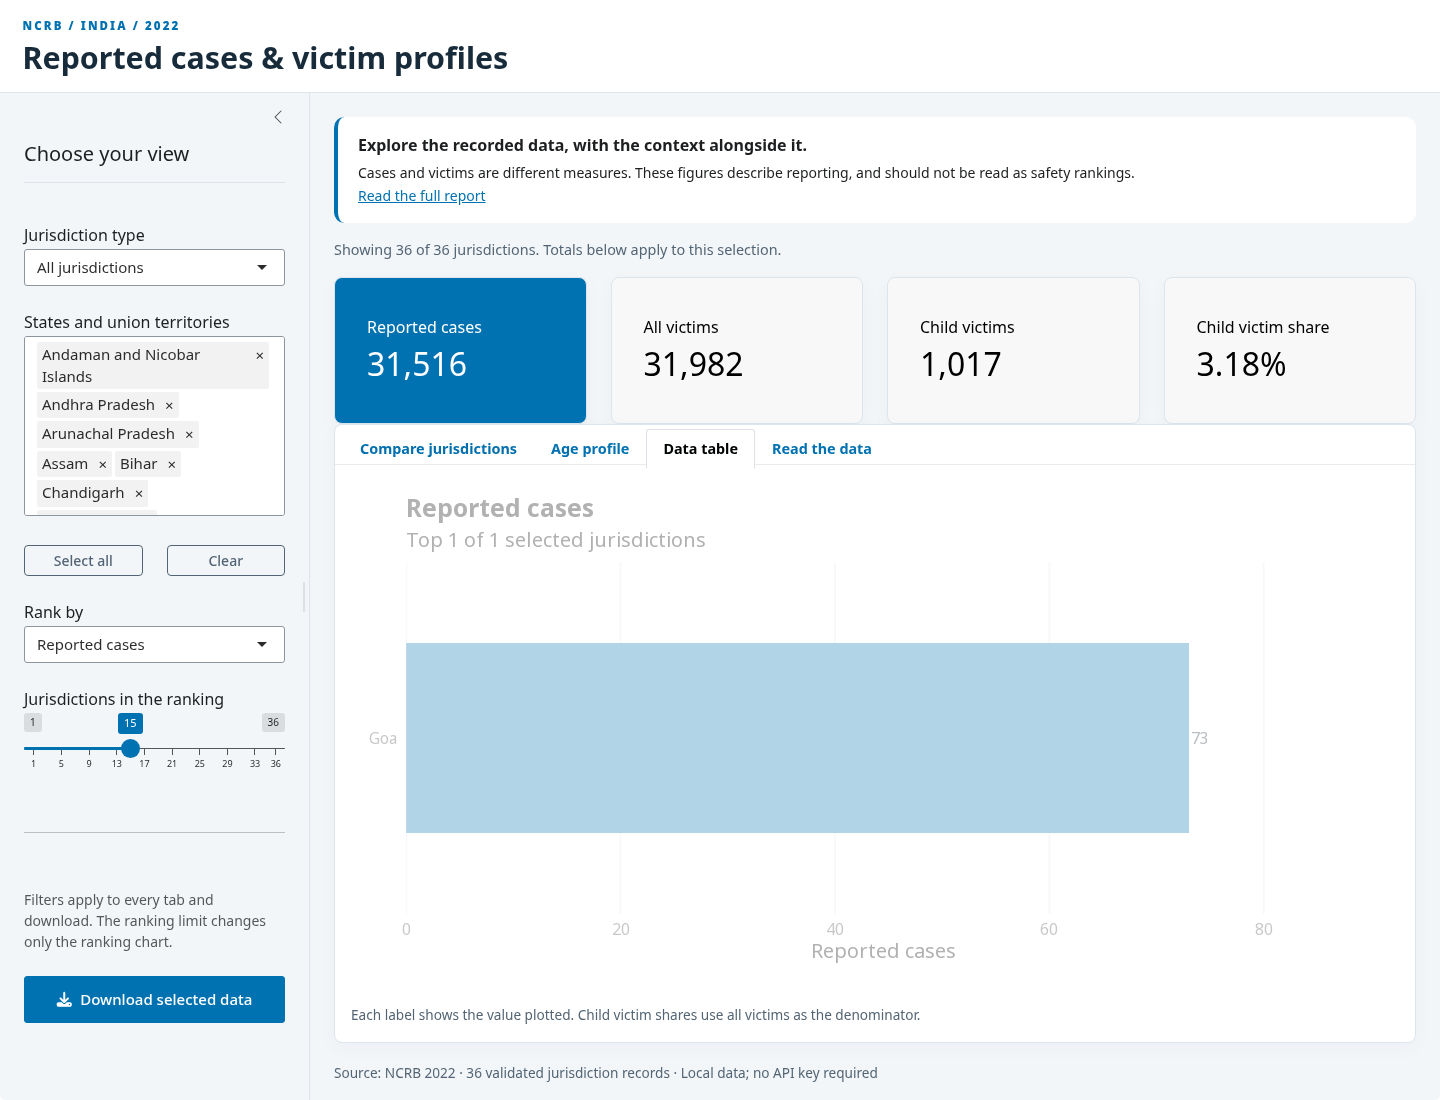 NCRB / INDIA / 2022
Reported cases & victim profiles
Choose your view
Jurisdiction type
All jurisdictions
States and union territories
Andaman and Nicobar ×
Islands
Andhra Pradesh ×
Arunachal Pradesh ×
Assam × Bihar ×
Chandigarh ×
Select all Clear
Rank by
Reported cases
Jurisdictions in the ranking
1 15 36
1 5 9 13 17 21 25 29 33 36
Filters apply to every tab and
download. The ranking limit changes
only the ranking chart.
Download selected data
Explore the recorded data, with the context alongside it.
Cases and victims are different measures. These figures describe reporting, and should not be read as safety rankings.
Read the full report
Showing 36 of 36 jurisdictions. Totals below apply to this selection.
Reported cases
31,516
All victims
31,982
Child victims
1,017
Child victim share
3.18%
Compare jurisdictions Age profile Data table Read the data
Reported cases
Top 1 of 1 selected jurisdictions
Goa 73
0 20 40 60 80
Reported cases
Each label shows the value plotted. Child victim shares use all victims as the denominator.
Source: NCRB 2022 · 36 validated jurisdiction records · Local data; no API key required